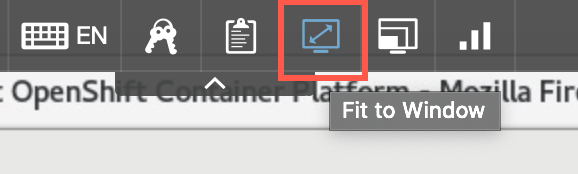 EN
t OpenShift Container Platform - Mozilla Fire
Fit to Window